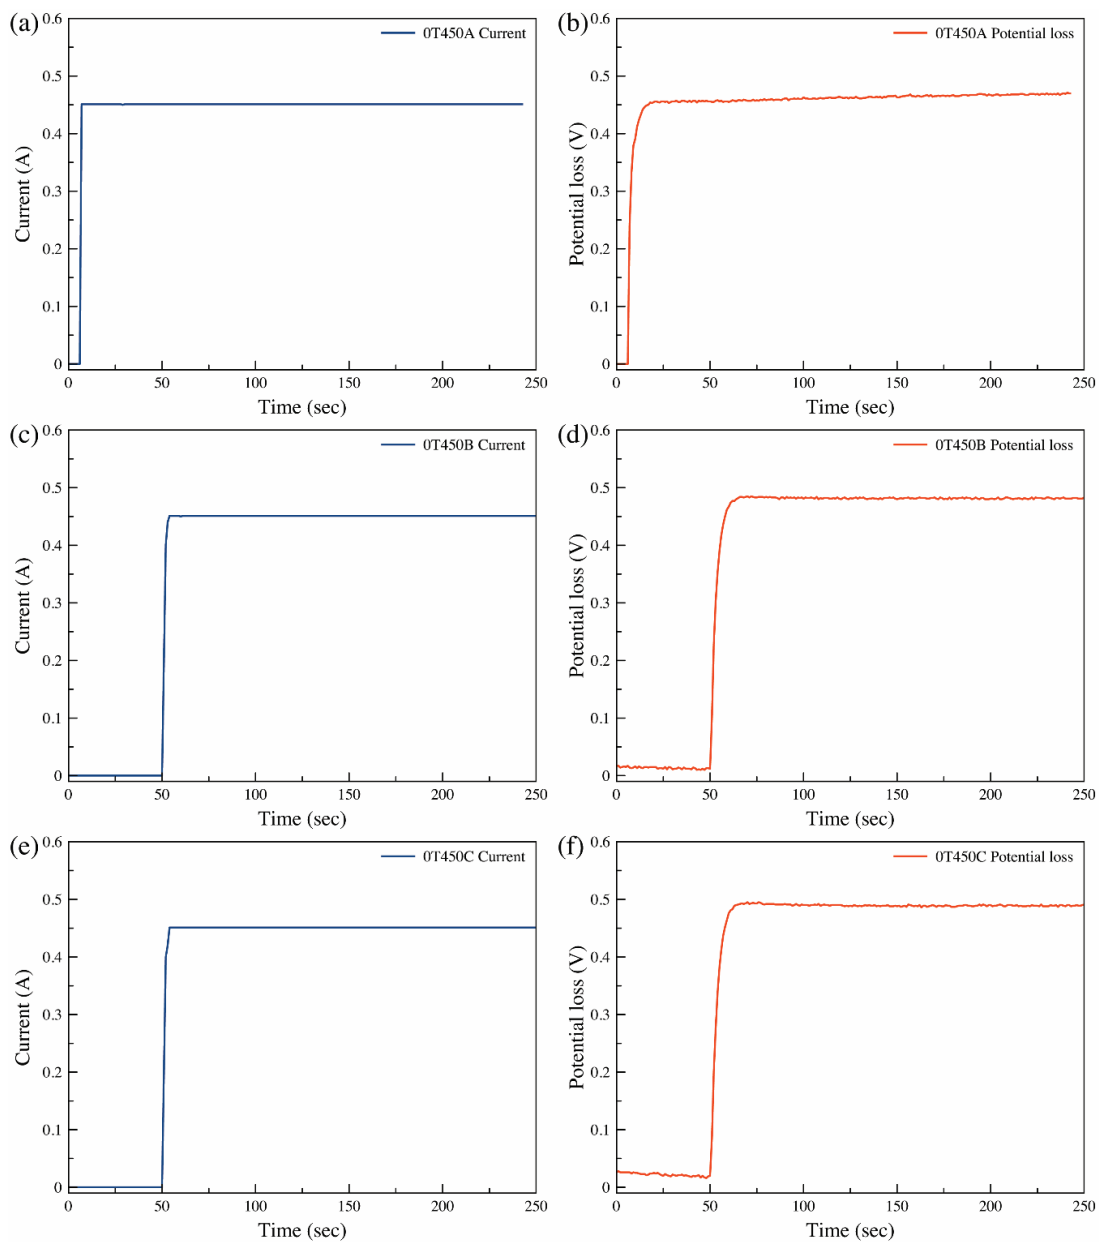 (a)
0.6
0T450A Current
0.5
0.4
0.3
0.2
0.1
0
Current (A)
0 50 100 150 200 250
Time (sec)
(b)
0.6
0T450A Potential loss
0.5
0.4
0.3
0.2
0.1
0
Potential loss (V)
0 50 100 150 200 250
Time (sec)
(c)
0.6
0T450B Current
0.5
0.4
0.3
0.2
0.1
0
Current (A)
0 50 100 150 200 250
Time (sec)
(d)
0.6
0T450B Potential loss
0.5
0.4
0.3
0.2
0.1
0
Potential loss (V)
0 50 100 150 200 250
Time (sec)
(e)
0.6
0T450C Current
0.5
0.4
0.3
0.2
0.1
0
Current (A)
0 50 100 150 200 250
Time (sec)
(f)
0.6
0T450C Potential loss
0.5
0.4
0.3
0.2
0.1
0
Potential loss (V)
0 50 100 150 200 250
Time (sec)